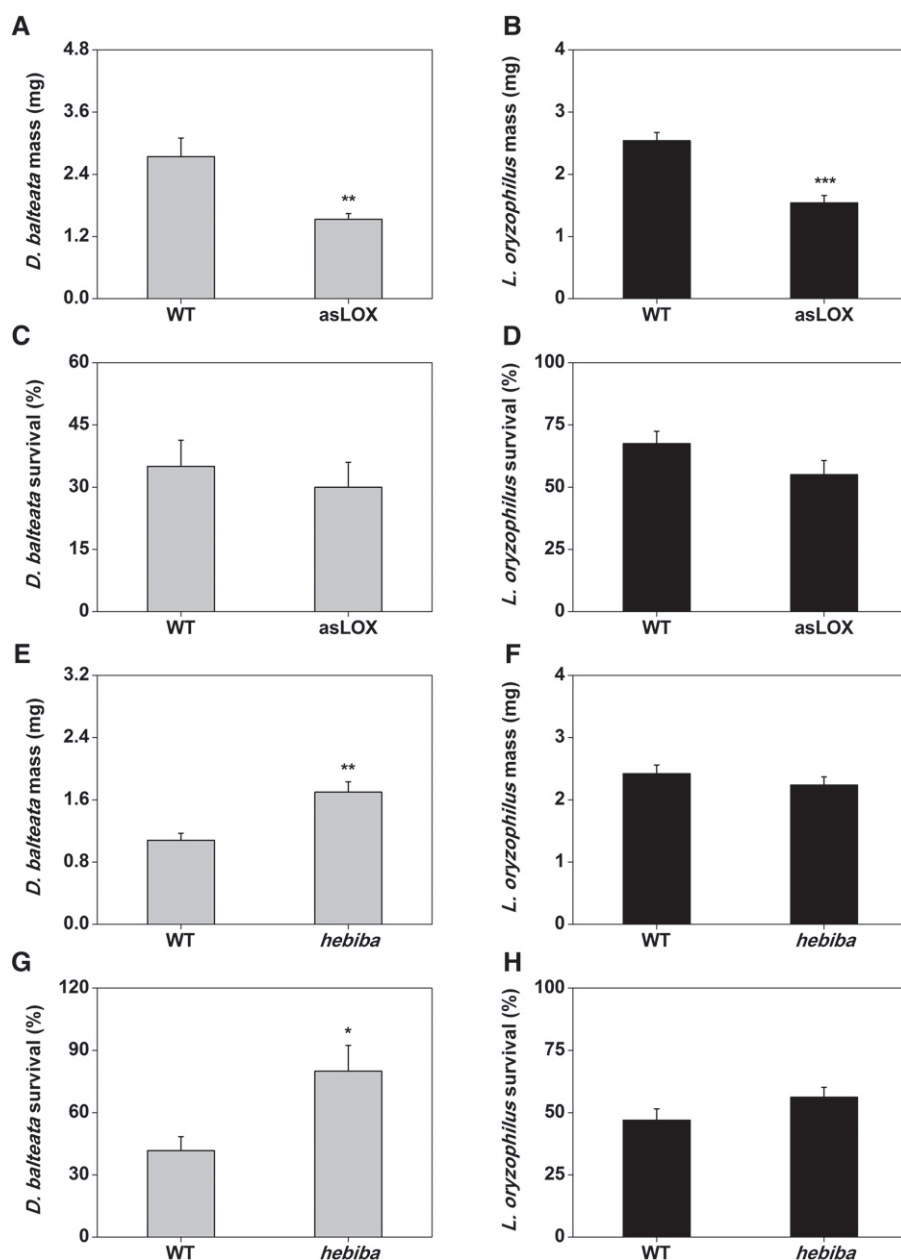 A
D. balteata mass (mg)
4.8
3.6
2.4
1.2
0.0
**
WT
asLOX
B
L. oryzophilus mass (mg)
4
3
2
1
0
***
WT
asLOX
C
D. balteata survival (%)
60
45
30
15
0
WT
asLOX
D
L. oryzophilus survival (%)
100
75
50
25
0
WT
asLOX
E
D. balteata mass (mg)
3.2
2.4
1.6
0.8
0.0
**
WT
hebiba
F
L. oryzophilus mass (mg)
4
3
2
1
0
WT
hebiba
G
D. balteata survival (%)
120
90
60
30
0
*
WT
hebiba
H
L. oryzophilus survival (%)
100
75
50
25
0
WT
hebiba